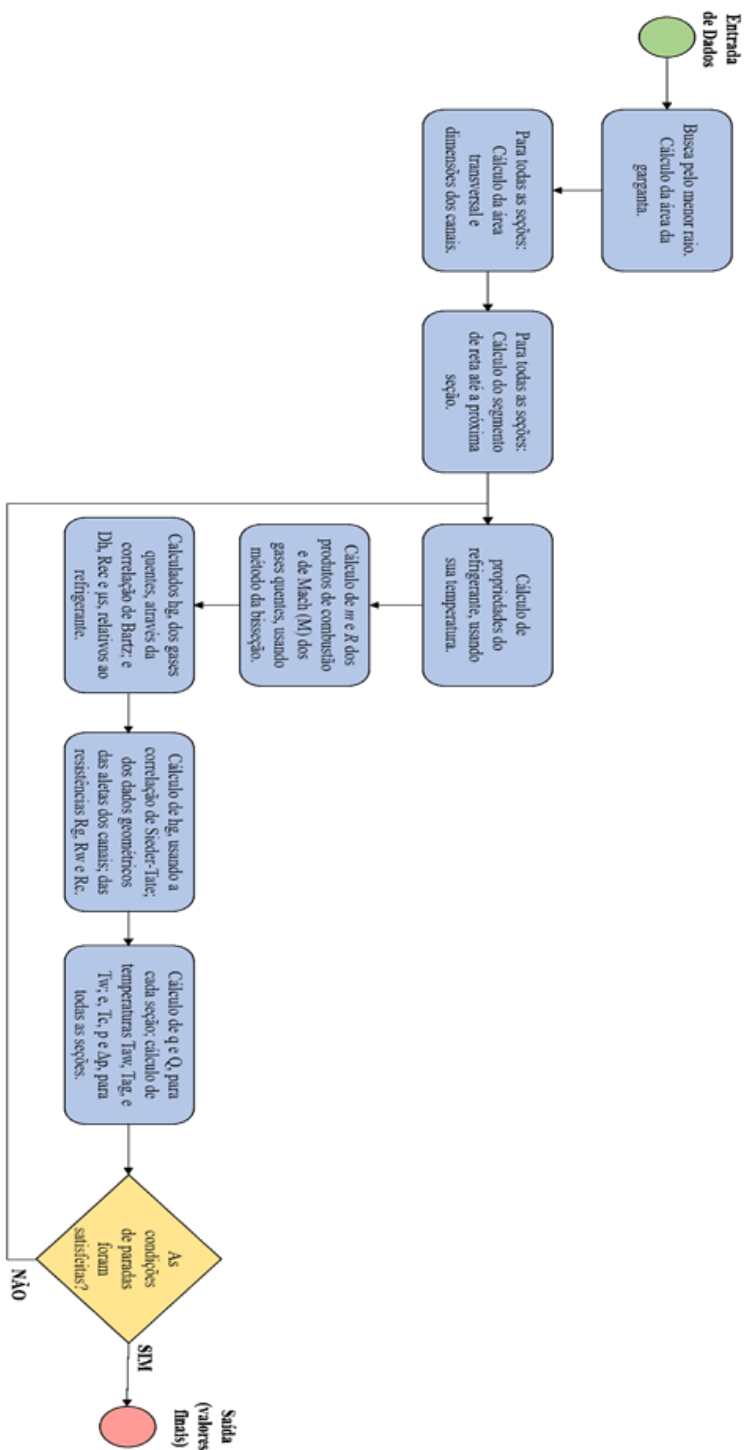 Entrada
de Dados
Busca pelo menor raio.
Cálculo da área da
garganta.
Para todas as seções:
Cálculo da área
transversal e
dimensões dos canais.
Para todas as seções:
Cálculo do segmento
de reta até a próxima
seção.
Cálculo de
propriedades do
refrigerante, usando
sua temperatura.
Cálculo de m e R dos
produtos de combustão
e de Mach (M) dos
gases quentes, usando
método da bisseção.
Calculados hg, dos gases
quentes, através da
correlação de Bartz; e
Dh, Rec e μs, relativos ao
refrigerante.
Cálculo de hg, usando a
correlação de Sieder-Tate;
dos dados geométricos
das aletas dos canais; das
resistências Rg, Rw e Rc.
Cálculo de q e Q, para
cada seção; cálculo de
temperaturas Taw, Tag, e
Tw; e, Tc, p e Δp, para
todas as seções.
As
condições
de paradas
foram
satisfeitas?
NÃO
SIM
Saída
(valores
finais)